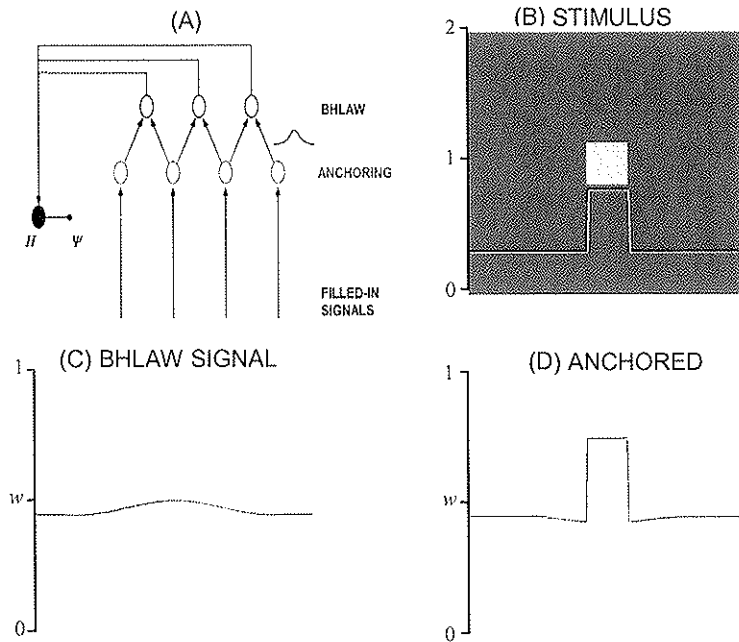 (A)
BHLAW
ANCHORING
H Ψ
FILLED-IN
SIGNALS
(B) STIMULUS
2
1
0
(C) BHLAW SIGNAL
1
w
0
(D) ANCHORED
1
w
0